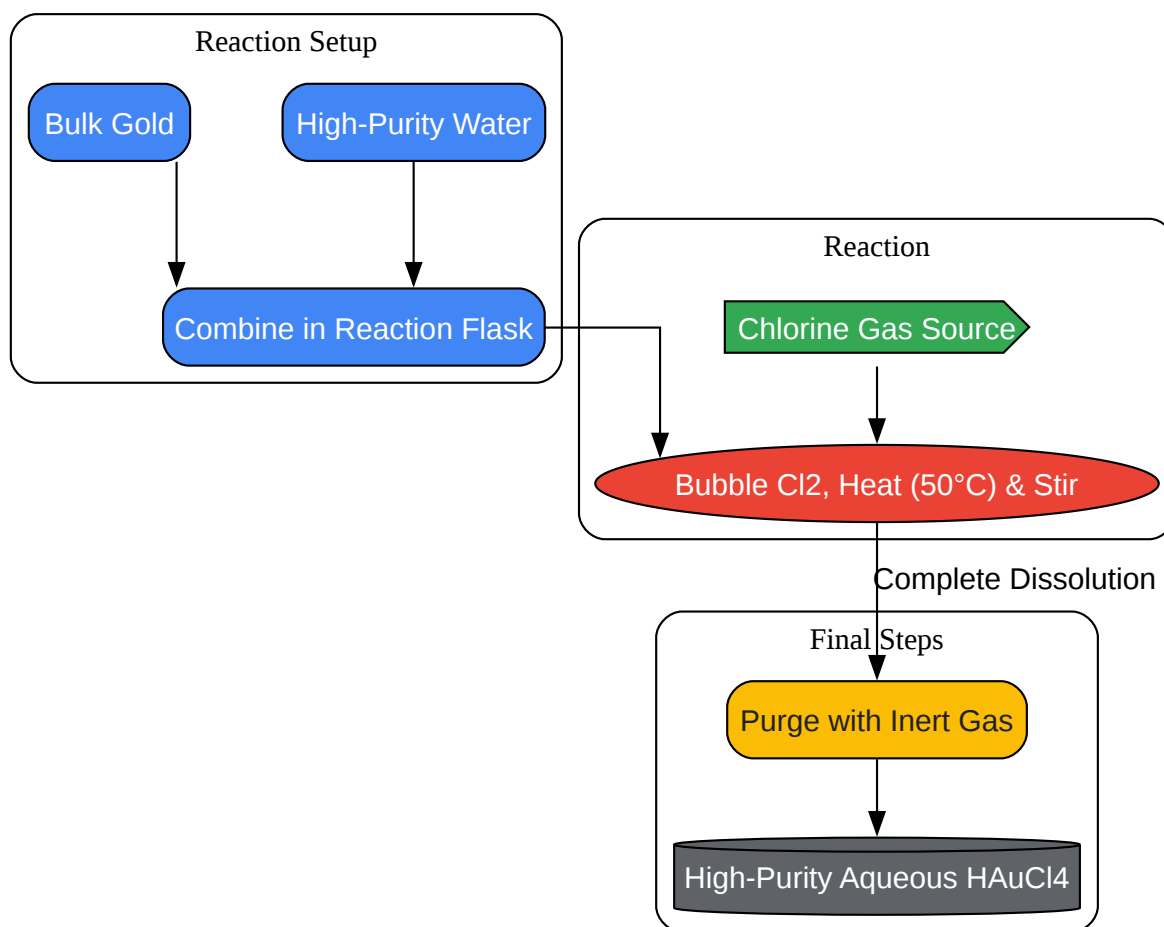 Reaction Setup
Bulk Gold
High-Purity Water
Combine in Reaction Flask
Reaction
Chlorine Gas Source
Bubble Cl2, Heat (50°C) & Stir
Complete Dissolution
Final Steps
Purge with Inert Gas
High-Purity Aqueous HAuCl4